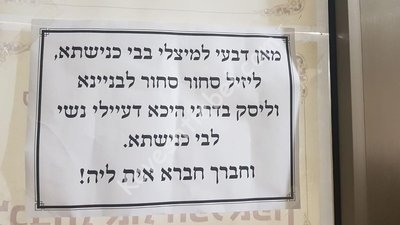 מאן דבעי למיצלי בבי כנישתא,
ליזיל סחור סחור לבניינא
וליסק בדרגי היכא דעיילי נשי
לבי כנישתא.
וחברך חברא אית ליה!